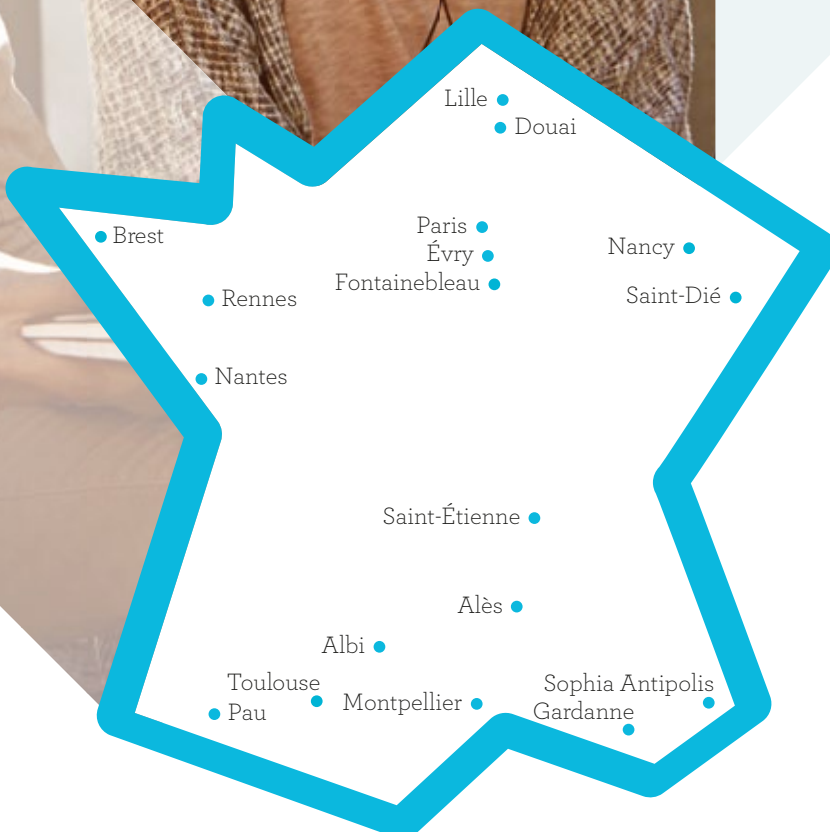 Lille
Douai
Paris
Brest
Évry
Nancy
Fontainebleau
Saint-Dié
Rennes
Nantes
Saint-Étienne
Alès
Albi
Toulouse
Sophia Antipolis
Montpellier
Pau
Gardanne